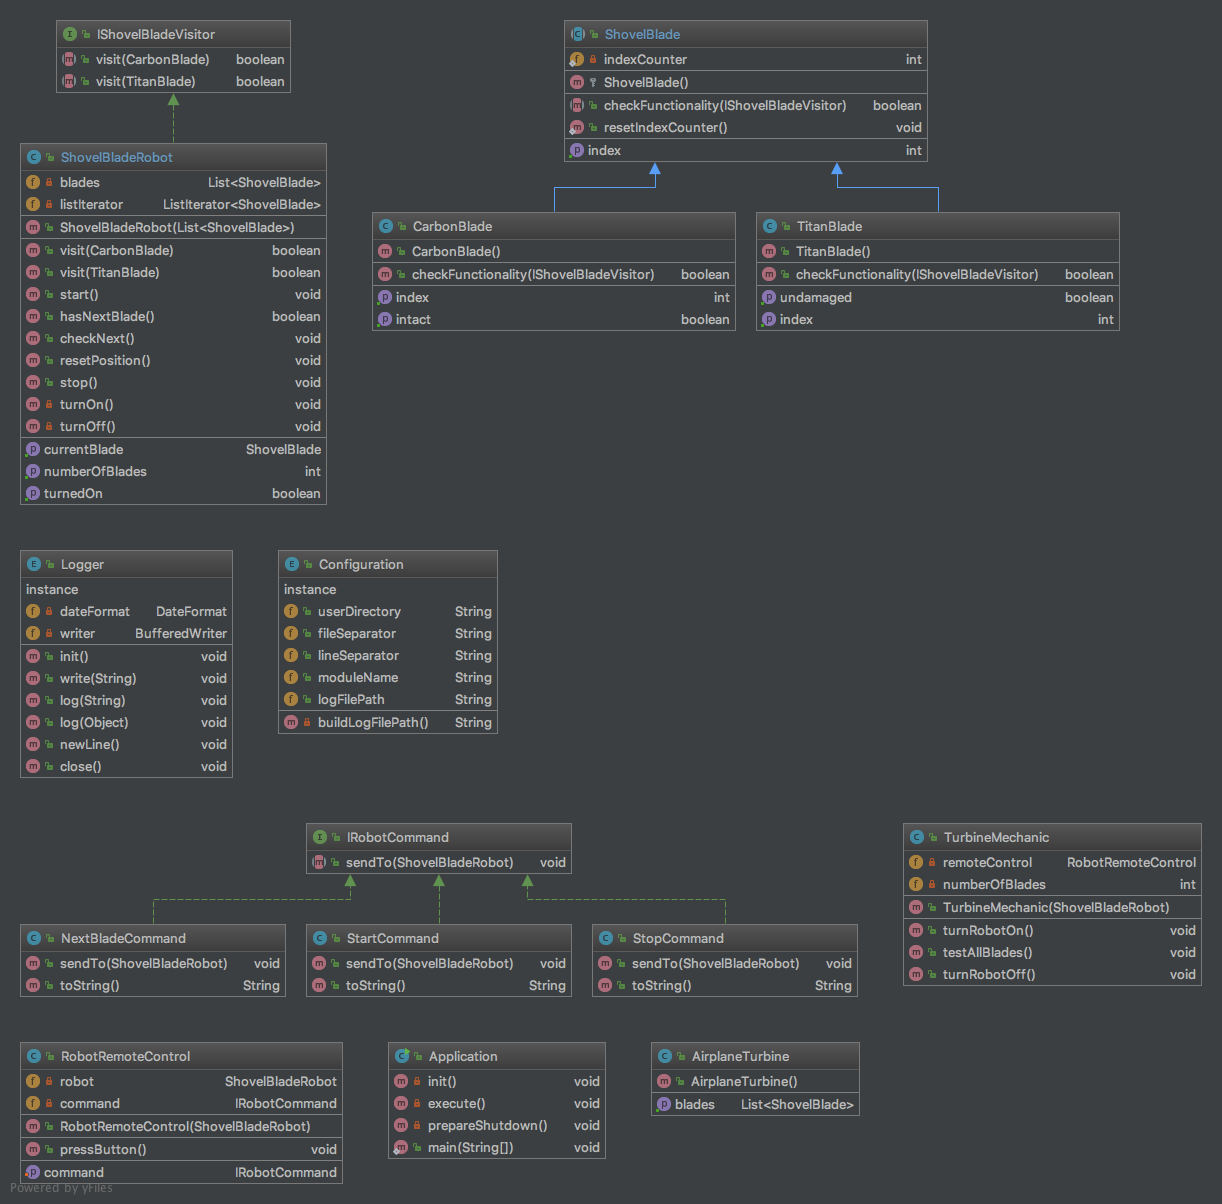 IShovelBladeVisitor
visit(CarbonBlade) boolean
visit(TitanBlade) boolean
ShovelBlade
indexCounter int
ShovelBlade()
checkFunctionality(IShovelBladeVisitor) boolean
resetIndexCounter() void
index int
ShovelBladeRobot
blades List<ShovelBlade>
listIterator ListIterator<ShovelBlade>
ShovelBladeRobot(List<ShovelBlade>)
visit(CarbonBlade) boolean
visit(TitanBlade) boolean
start() void
hasNextBlade() boolean
checkNext() void
resetPosition() void
stop() void
turnOn() void
turnOff() void
currentBlade ShovelBlade
numberOfBlades int
turnedOn boolean
CarbonBlade
CarbonBlade()
checkFunctionality(IShovelBladeVisitor) boolean
index int
intact boolean
TitanBlade
TitanBlade()
checkFunctionality(IShovelBladeVisitor) boolean
undamaged boolean
index int
Logger
instance
dateFormat DateFormat
writer BufferedWriter
init() void
write(String) void
log(String) void
log(Object) void
newLine() void
close() void
Configuration
instance
userDirectory String
fileSeparator String
lineSeparator String
moduleName String
logFilePath String
buildLogFilePath() String
IRobotCommand
sendTo(ShovelBladeRobot) void
TurbineMechanic
remoteControl RobotRemoteControl
numberOfBlades int
TurbineMechanic(ShovelBladeRobot)
turnRobotOn() void
testAllBlades() void
turnRobotOff() void
NextBladeCommand
sendTo(ShovelBladeRobot) void
toString() String
StartCommand
sendTo(ShovelBladeRobot) void
toString() String
StopCommand
sendTo(ShovelBladeRobot) void
toString() String
RobotRemoteControl
robot ShovelBladeRobot
command IRobotCommand
RobotRemoteControl(ShovelBladeRobot)
pressButton() void
command IRobotCommand
Application
init() void
execute() void
prepareShutdown() void
main(String[]) void
AirplaneTurbine
AirplaneTurbine()
blades List<ShovelBlade>
Powered by yFiles